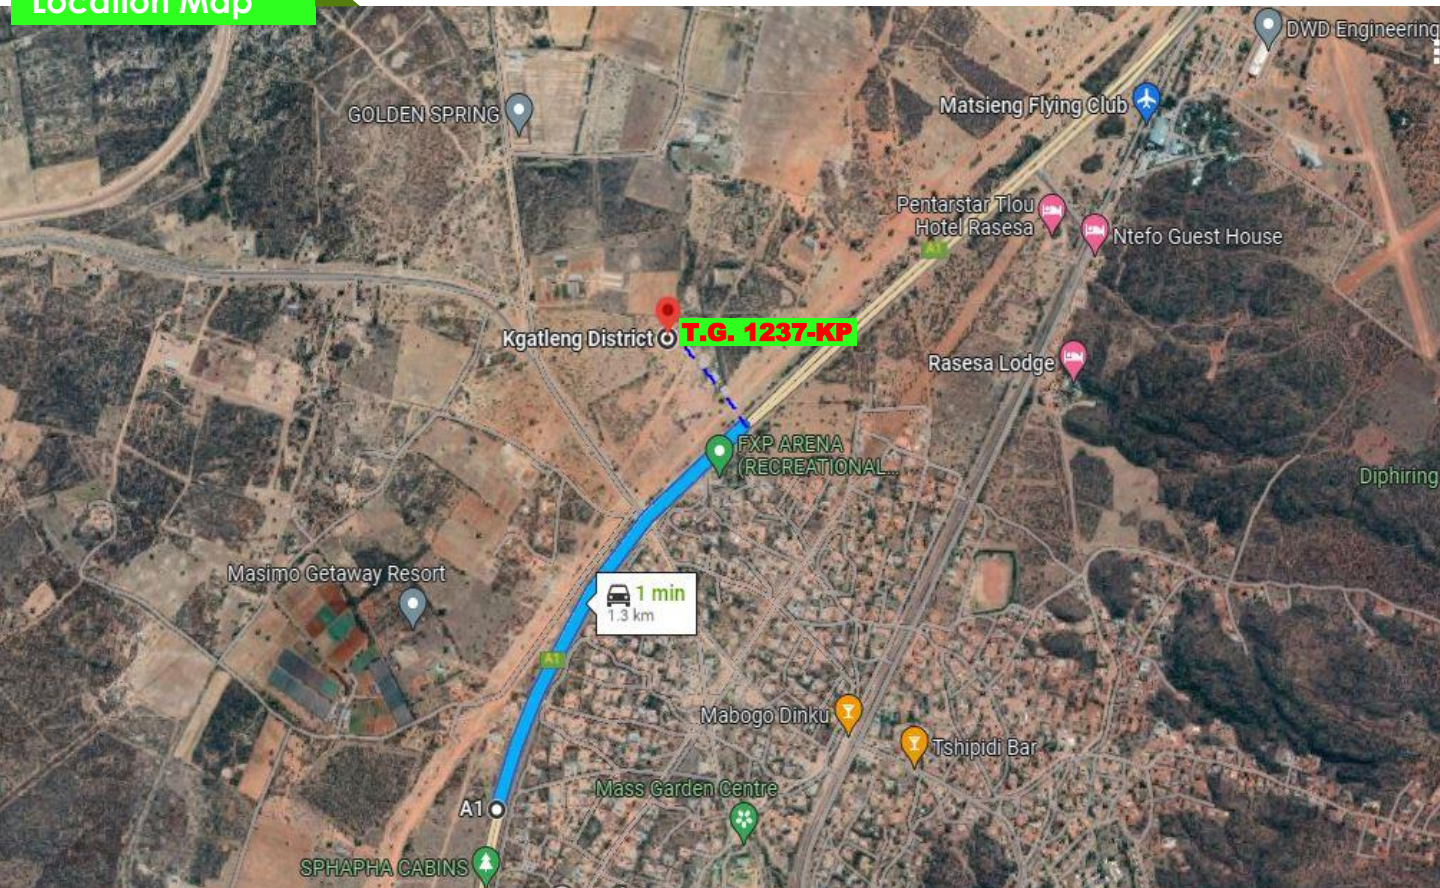 Location Map
DWD Engineering
GOLDEN SPRING
Matsieng Flying Club
Pentarstar Tlou
Hotel Rasesa
Ntefo Guest House
A1
Kgatleng District
T.G. 1237-KP
Rasesa Lodge
FXP ARENA
(RECREATIONAL...
Diphiring
Masimo Getaway Resort
1 min
1.3 km
A1
Mabogo Dinku
Tshipidi Bar
Mass Garden Centre
A1
SPHAPHA CABINS